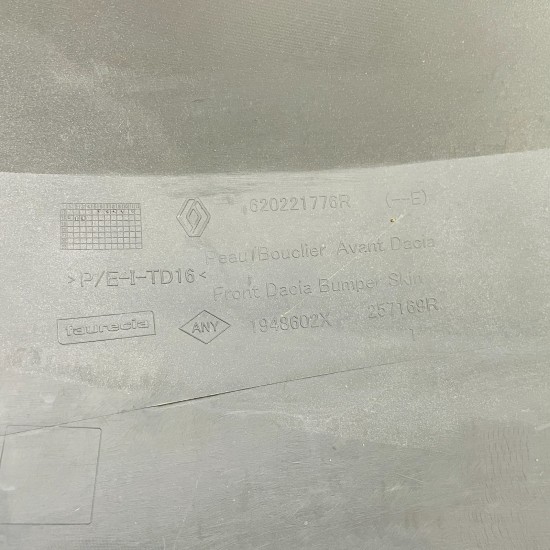 620221776R (---E)
Peau/Bouclier Avant Dacia
>P/E-I-TD16<
Front Dacia Bumper Skin
faurecia
ANY
1948602X 257169R